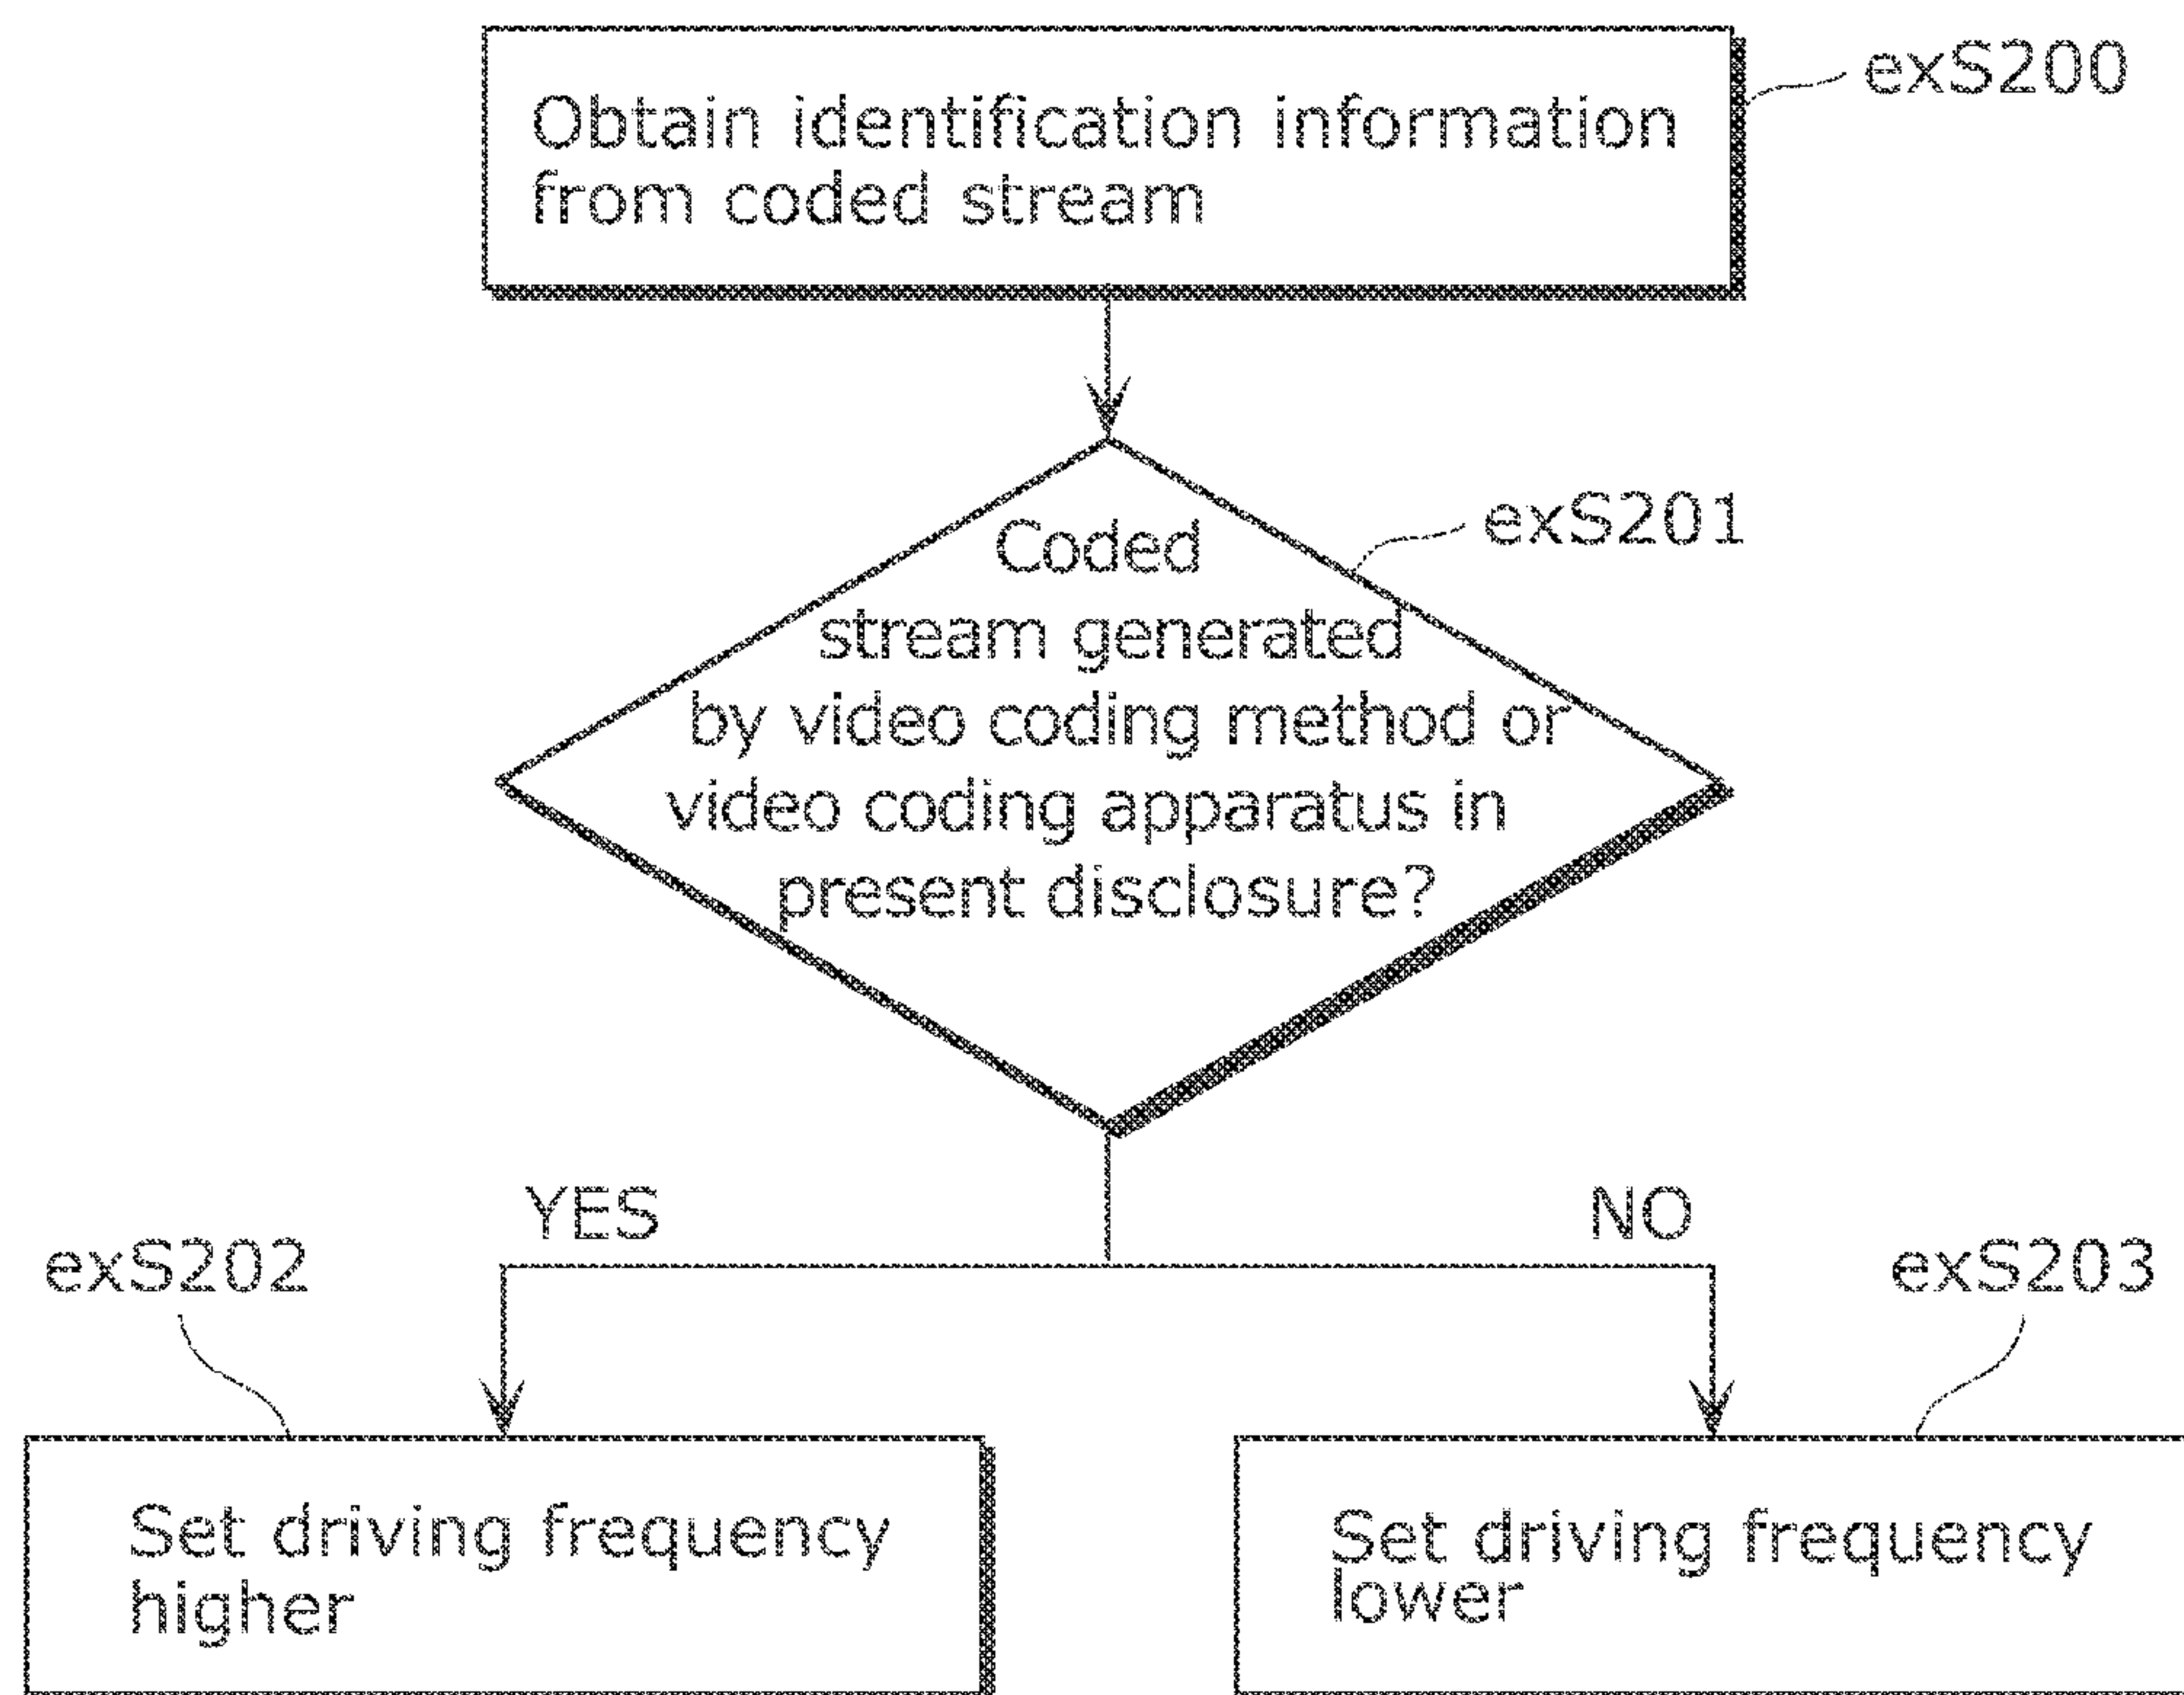 exS200
Obtain identification information
from coded stream
exS201
Coded
stream generated
by video coding method or
video coding apparatus in
present disclosure?
YES
NO
exS202
exS203
Set driving frequency
higher
Set driving frequency
lower